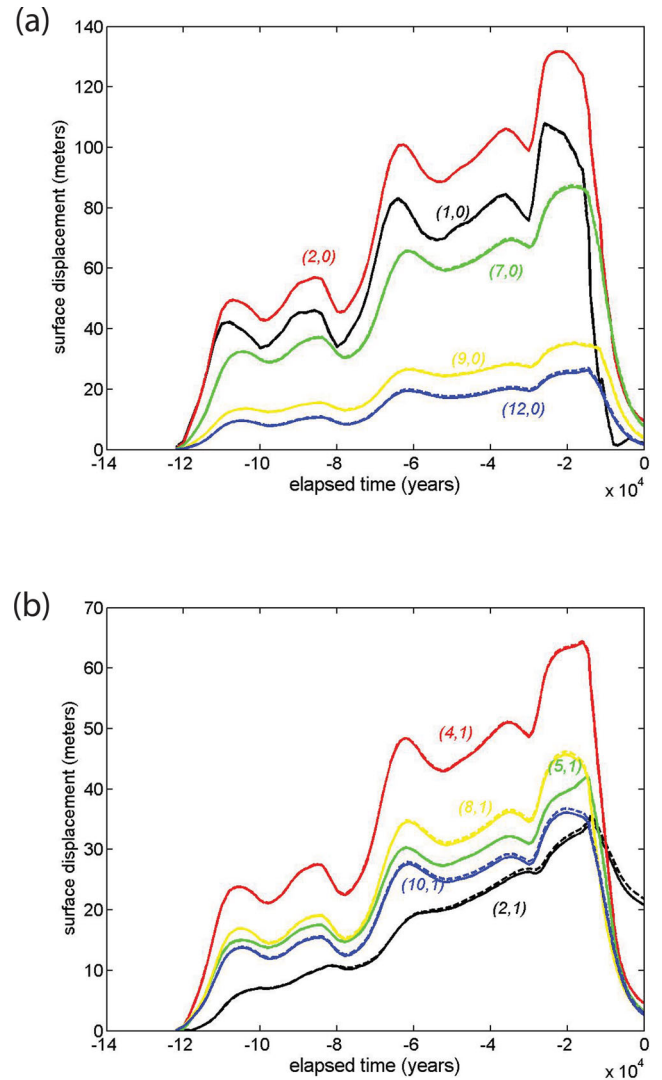 (a)
140
120
100
80
60
40
20
0
surface displacement (meters)
(2,0)
(1,0)
(7,0)
(9,0)
(12,0)
-14 -12 -10 -8 -6 -4 -2 0
elapsed time (years)
x 10^4
(b)
70
60
50
40
30
20
10
0
surface displacement (meters)
(4,1)
(5,1)
(8,1)
(10,1)
(2,1)
-14 -12 -10 -8 -6 -4 -2 0
elapsed time (years)
x 10^4